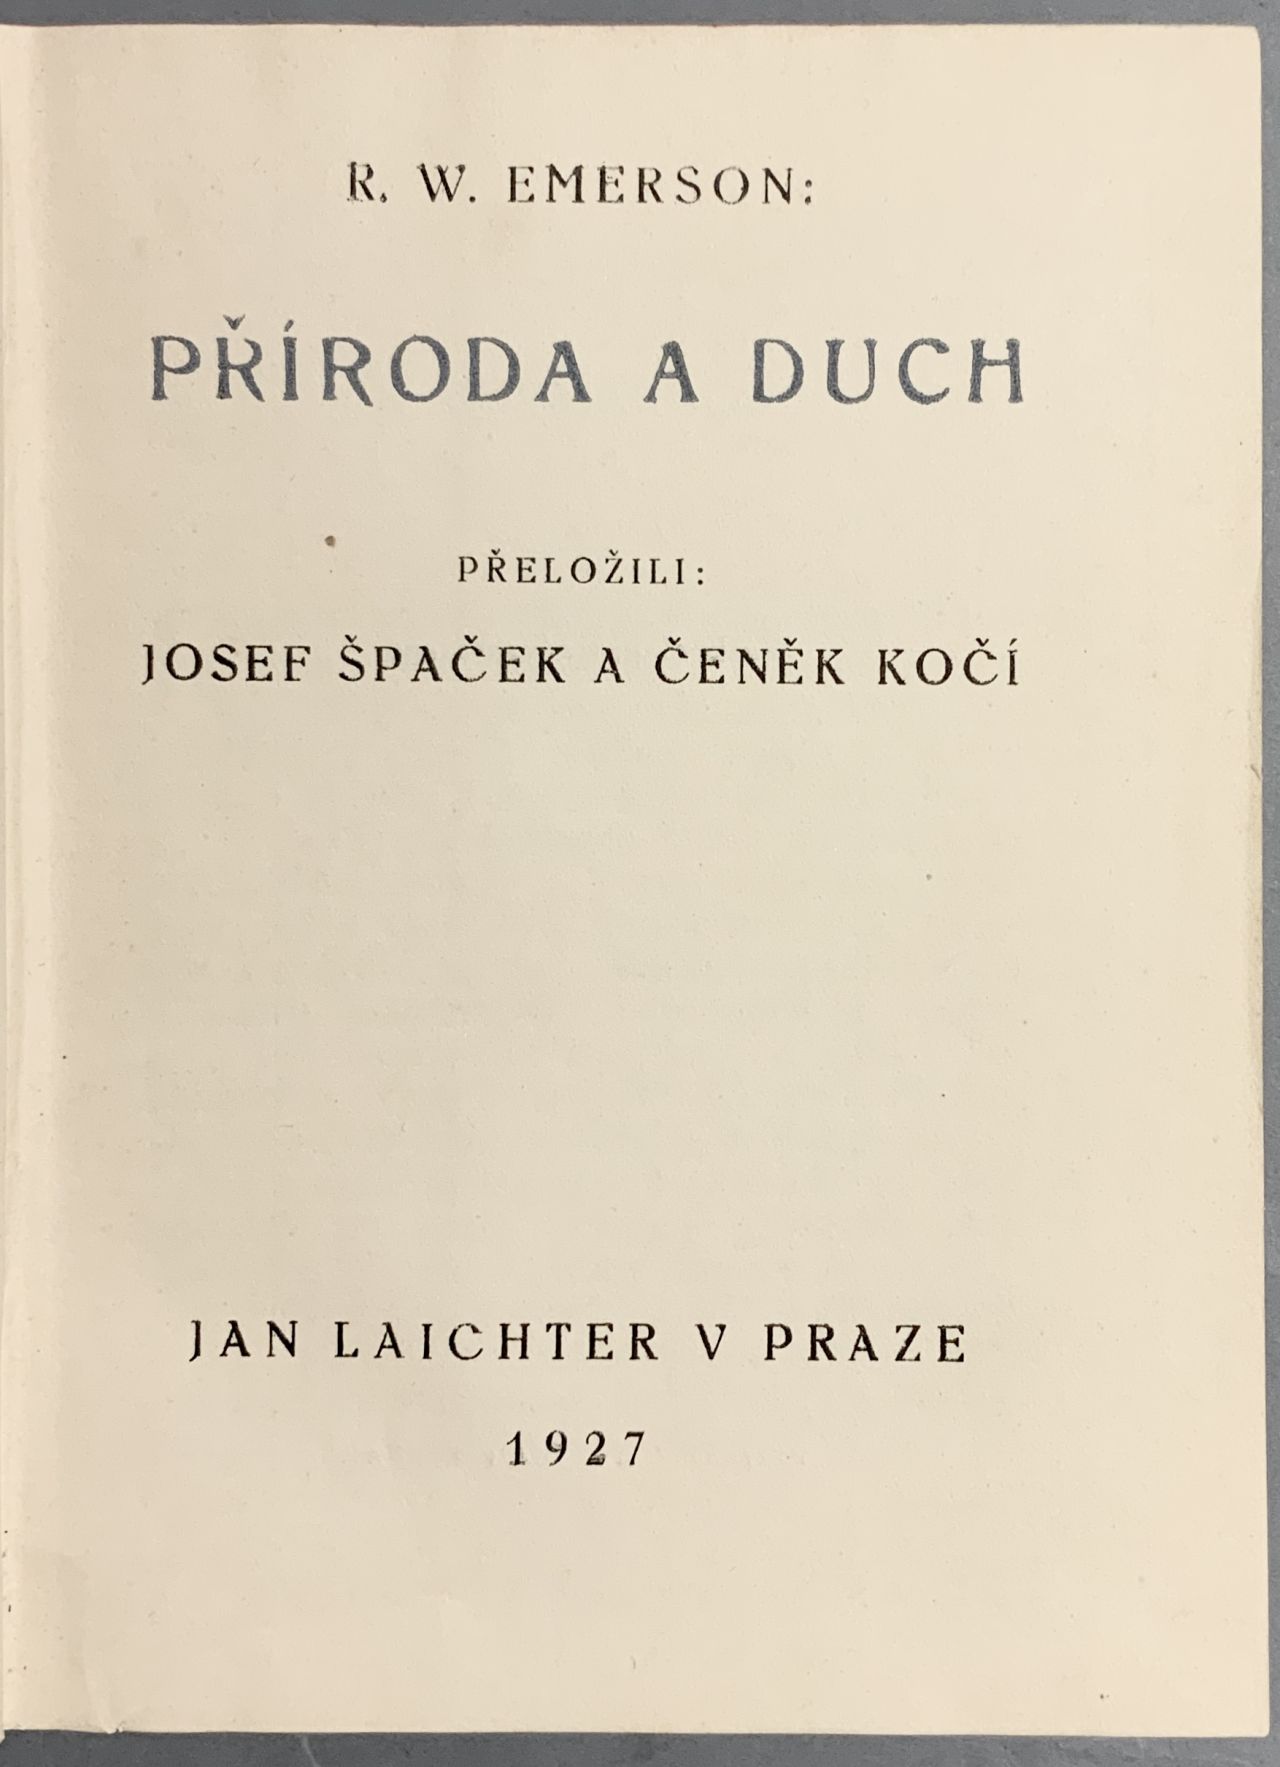 R. W. EMERSON:
PŘÍRODA A DUCH
PŘELOŽILI:
JOSEF ŠPAČEK A ČENĚK KOČÍ
JAN LAICHTER V PRAZE
1927